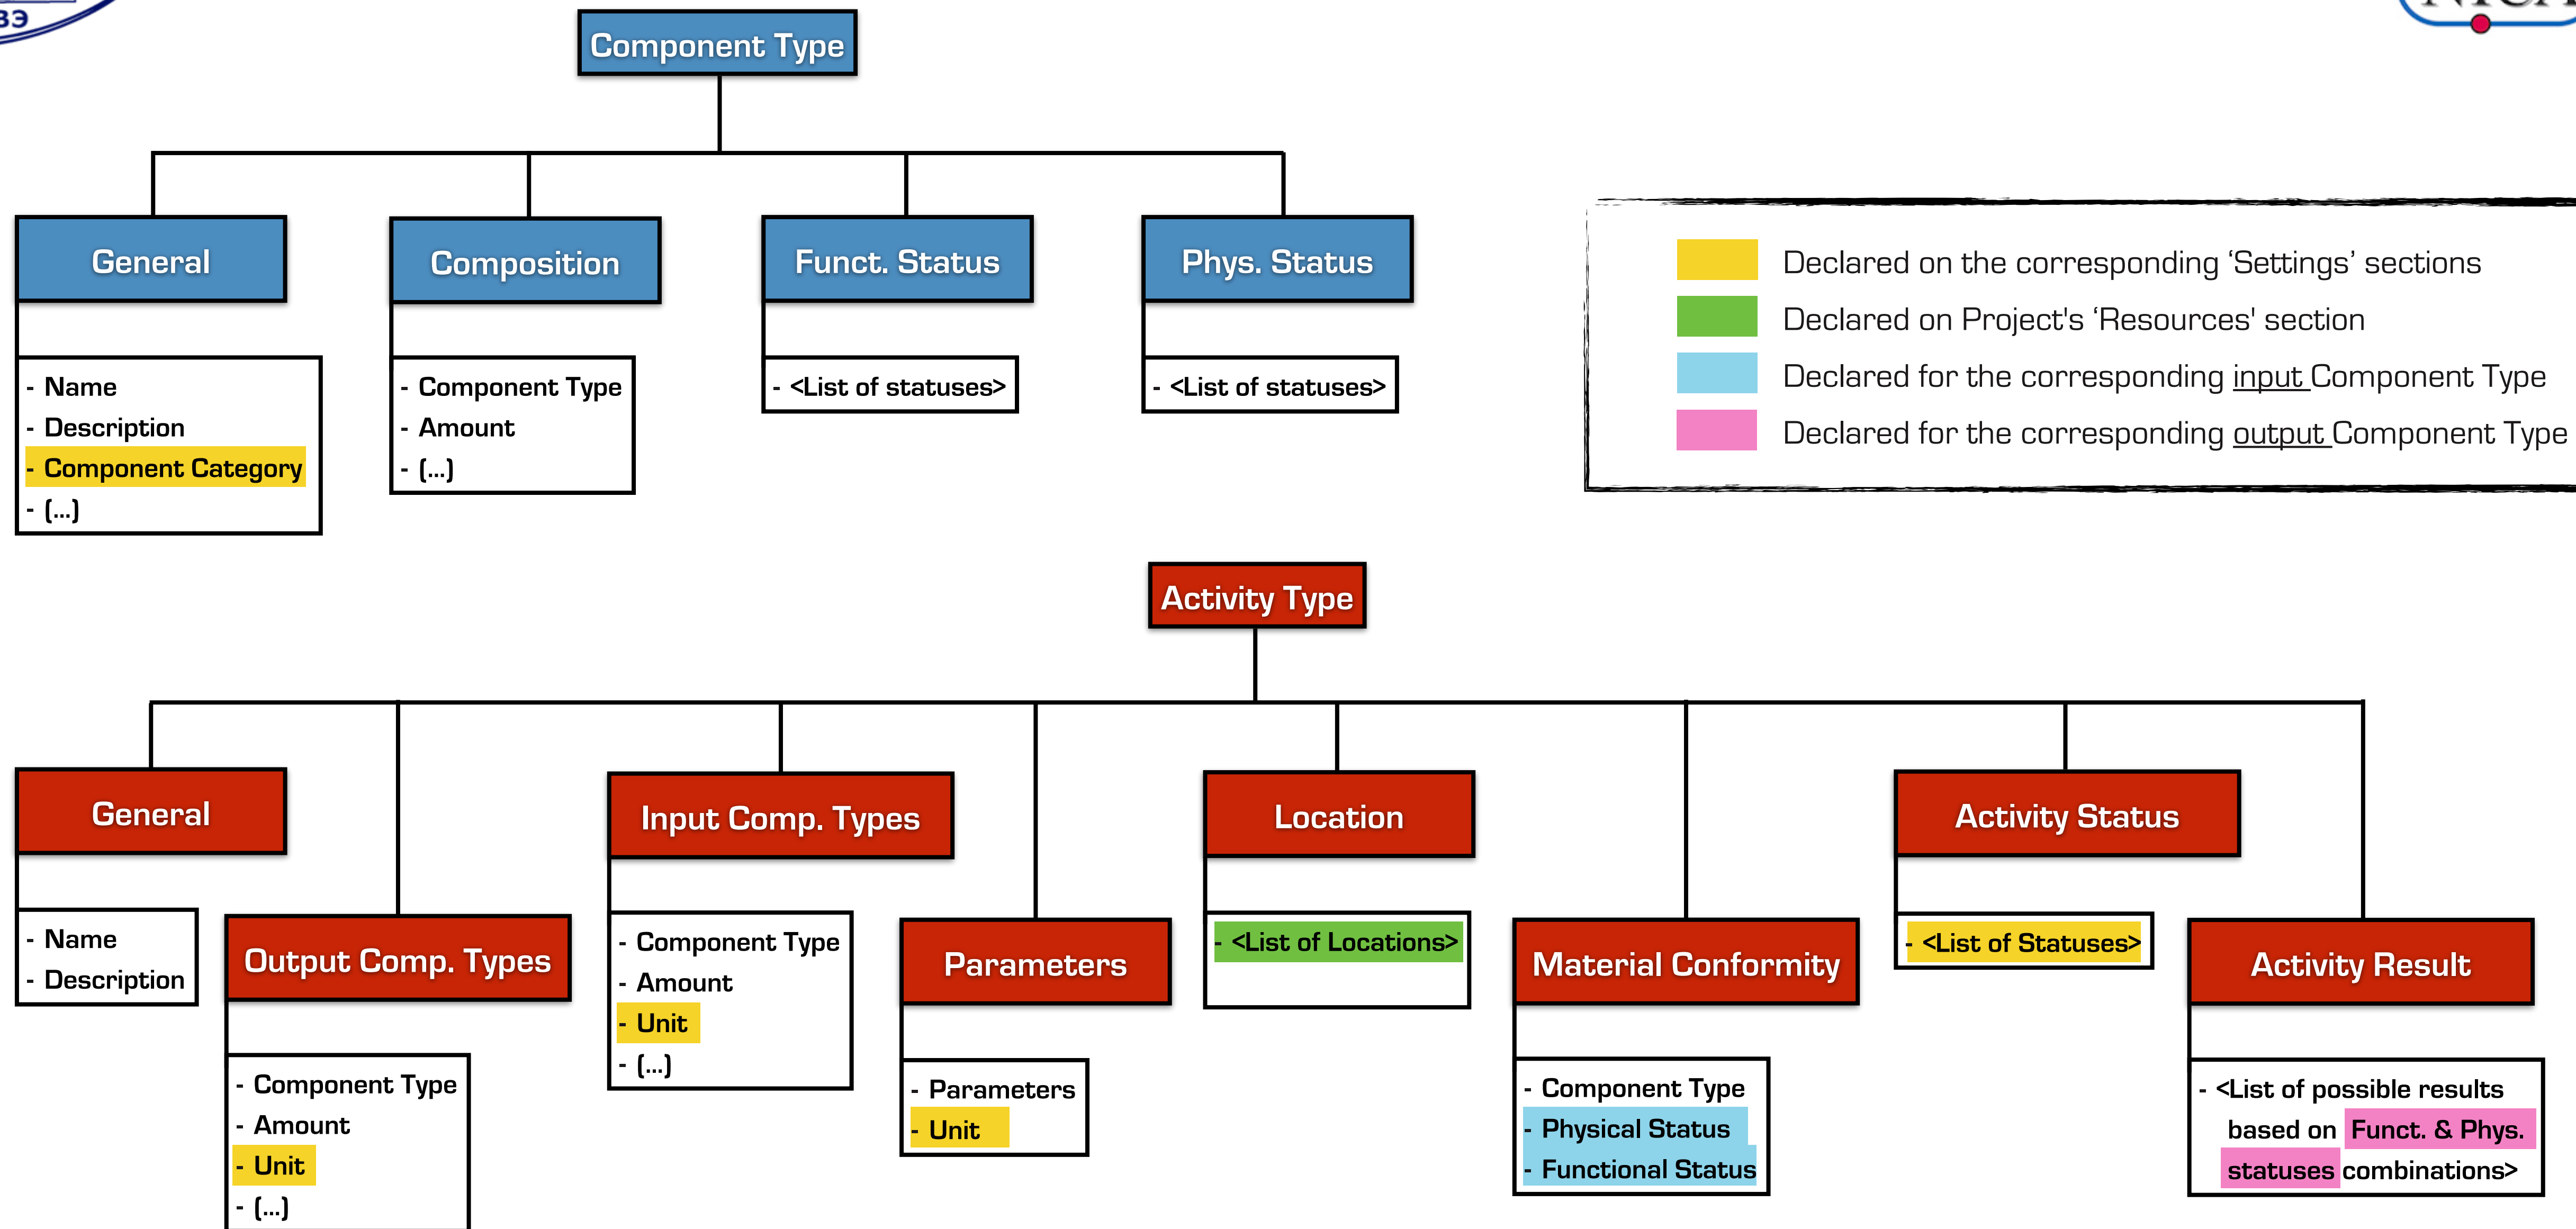 ВЭ
NICA
Component Type
General
Composition
Funct. Status
Phys. Status
- Name
- Description
- Component Category
- (...)
- Component Type
- Amount
- (...)
- <List of statuses>
- <List of statuses>
Declared on the corresponding ‘Settings’ sections
Declared on Project's ‘Resources' section
Declared for the corresponding input Component Type
Declared for the corresponding output Component Type
Activity Type
General
- Name
- Description
Output Comp. Types
- Component Type
- Amount
- Unit
- (...)
Input Comp. Types
- Component Type
- Amount
- Unit
- (...)
Parameters
- Parameters
- Unit
Location
- <List of Locations>
Material Conformity
- Component Type
- Physical Status
- Functional Status
Activity Status
- <List of Statuses>
Activity Result
- <List of possible results
based on Funct. & Phys.
statuses combinations>